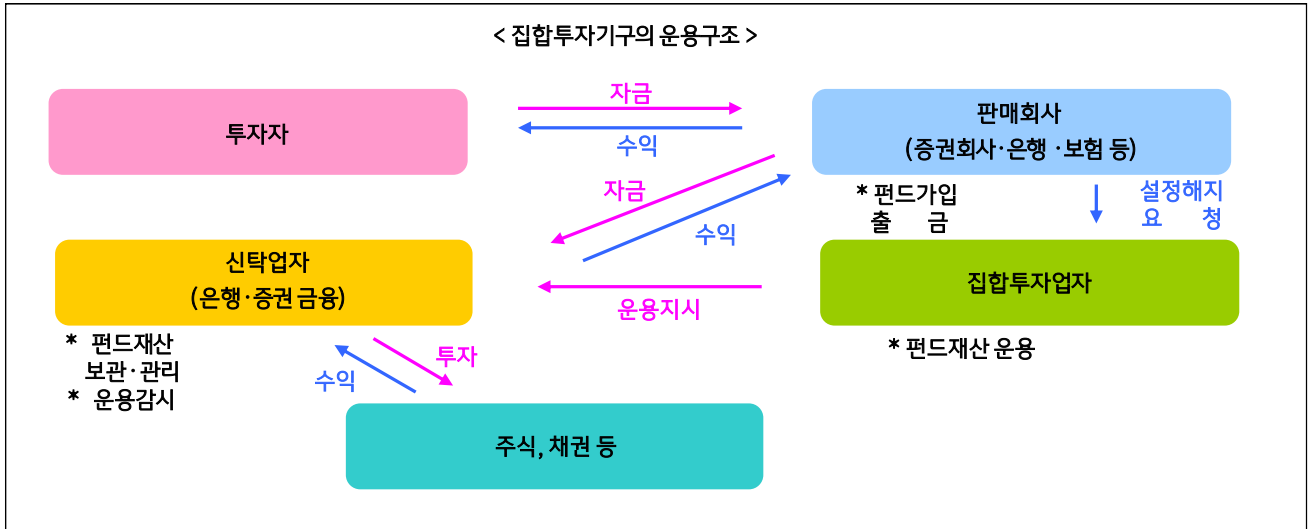 < 집합투자기구의 운용구조 >
자금
투자자
판매회사
(증권회사·은행 ·보험 등)
수익
자금
* 펀드가입
출 금
설정해지
요 청
수익
신탁업자
(은행·증권 금융)
집합투자업자
운용지시
* 펀드재산
보관·관리
* 운용감시
투자
수익
* 펀드재산 운용
주식, 채권 등